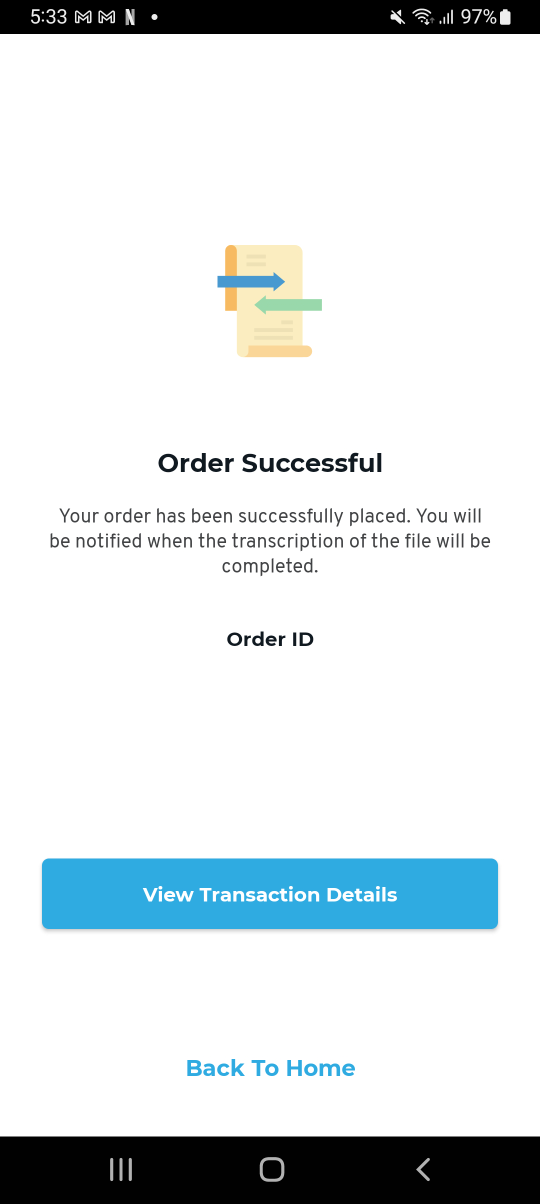 5:33
97%
Order Successful
Your order has been successfully placed. You will
be notified when the transcription of the file will be
completed.
Order ID
View Transaction Details
Back To Home